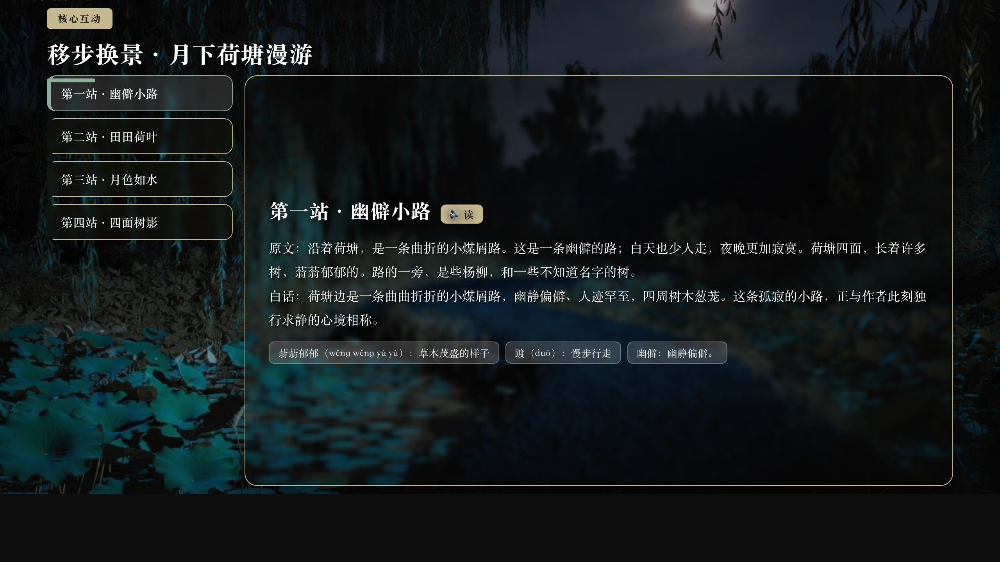 核心互动
移步换景 · 月下荷塘漫游
第一站 · 幽僻小路
第二站 · 田田荷叶
第三站 · 月色如水
第四站 · 四面树影
第一站 · 幽僻小路
读
原文：沿着荷塘，是一条曲折的小煤屑路。这是一条幽僻的路；白天也少人走，夜晚更加寂寞。荷塘四面，长着许多
树，蓊蓊郁郁的。路的一旁，是些杨柳，和一些不知道名字的树。
白话：荷塘边是一条曲曲折折的小煤屑路，幽静偏僻、人迹罕至，四周树木葱茏。这条孤寂的小路，正与作者此刻独
行求静的心境相称。
蓊蓊郁郁（wěng wěng yù yù）：草木茂盛的样子
踱（duó）：慢步行走
幽僻：幽静偏僻。